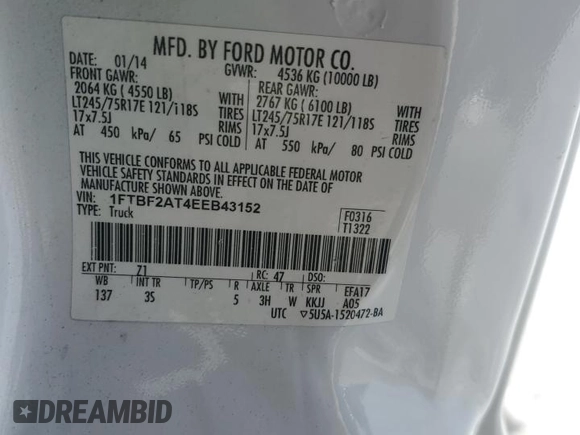 MFD. BY FORD MOTOR CO.
DATE: 01/14 GVWR: 4536 KG (10000 LB)
FRONT GAWR: REAR GAWR:
2064 KG ( 4550 LB) WITH 2767 KG ( 6100 LB) WITH
LT245/75R17E 121/118S TIRES LT245/75R17E 121/118S TIRES
17x7.5J RIMS 17x7.5J RIMS
AT 450 kPa/ 65 PSI COLD AT 550 kPa/ 80 PSI COLD
THIS VEHICLE CONFORMS TO ALL APPLICABLE FEDERAL MOTOR
VEHICLE SAFETY STANDARDS IN EFFECT ON THE DATE OF
MANUFACTURE SHOWN ABOVE.
VIN: 1FTBF2AT4EEB43152 F0316
TYPE: Truck T1322
EXT PNT: 71 RC: 47 DSO:
WB INT TR TP/PS R AXLE TR SPR EFA17
137 3S 5 3H W KKJJ A05
UTC ▽5U5A-1520472-BA
DREAMBID